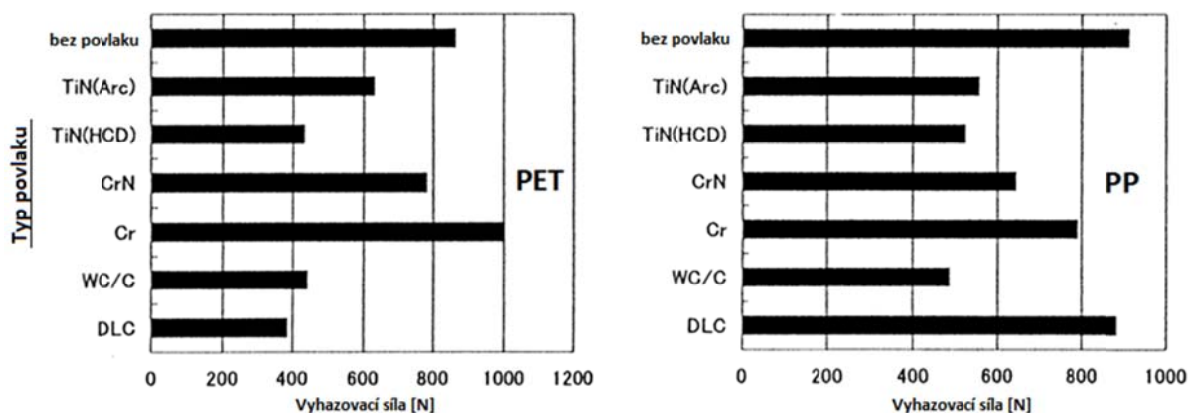 Typ povlaku
bez povlaku
TiN(Arc)
TiN(HCD)
CrN
Cr
WC/C
DLC
PET
0 200 400 600 800 1000 1200
Vyhazovací síla [N]
bez povlaku
TiN(Arc)
TiN(HCD)
CrN
Cr
WC/C
DLC
PP
0 200 400 600 800 1000
Vyhazovací síla [N]